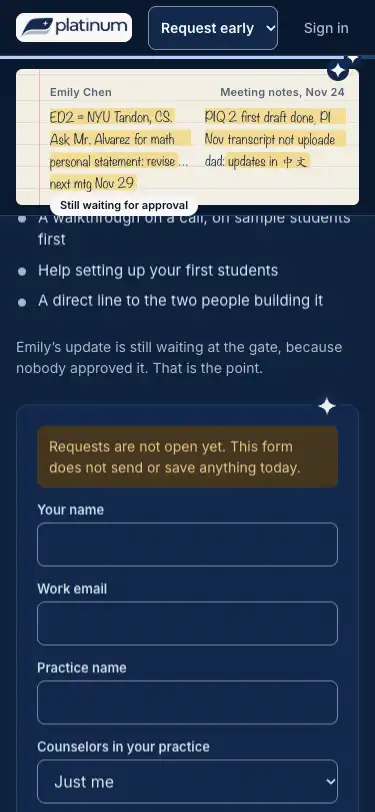 platinum
Request early
Sign in
Emily Chen
Meeting notes, Nov 24
ED2 = NYU Tandon, CS.
Ask Mr. Alvarez for math
personal statement: revise ...
next mtg Nov 29
PIQ 2 first draft done, PI
Nov transcript not uploade
dad: updates in 中文
Still waiting for approval
A walkthrough on a call, on sample students
first
Help setting up your first students
A direct line to the two people building it
Emily’s update is still waiting at the gate, because
nobody approved it. That is the point.
Requests are not open yet. This form
does not send or save anything today.
Your name
Work email
Practice name
Counselors in your practice
Just me